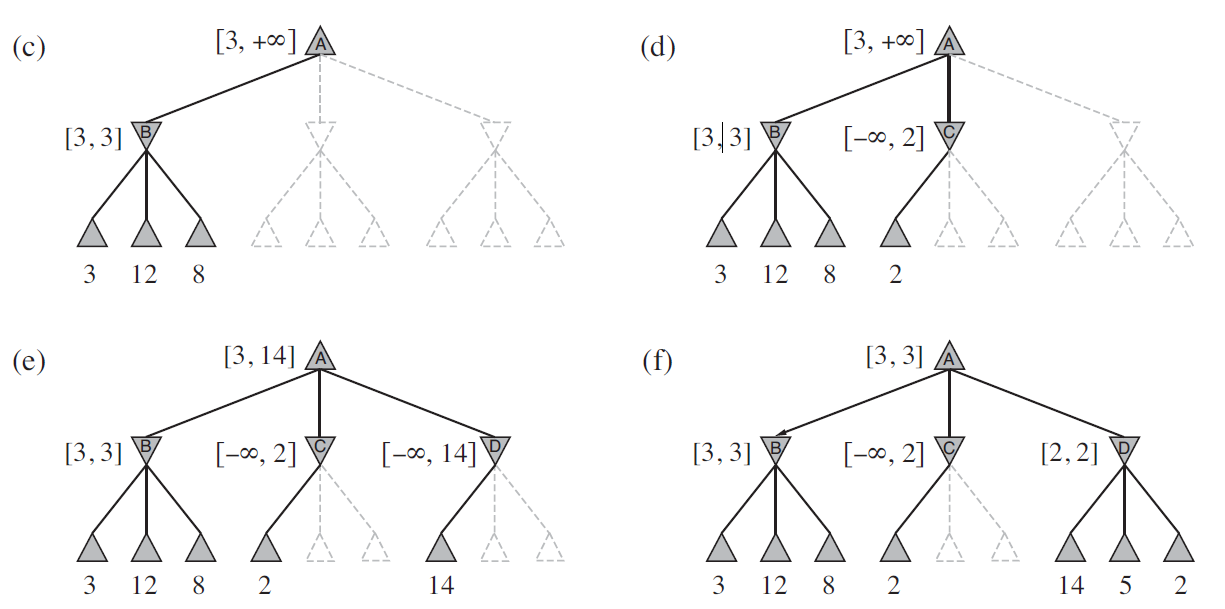 (c) [3, +∞] A
[3, 3] B
3 12 8
(d) [3, +∞] A
[3, 3] B [−∞, 2] C
3 12 8 2
(e) [3, 14] A
[3, 3] B [−∞, 2] C [−∞, 14] D
3 12 8 2 14
(f) [3, 3] A
[3, 3] B [−∞, 2] C [2, 2] D
3 12 8 2 14 5 2